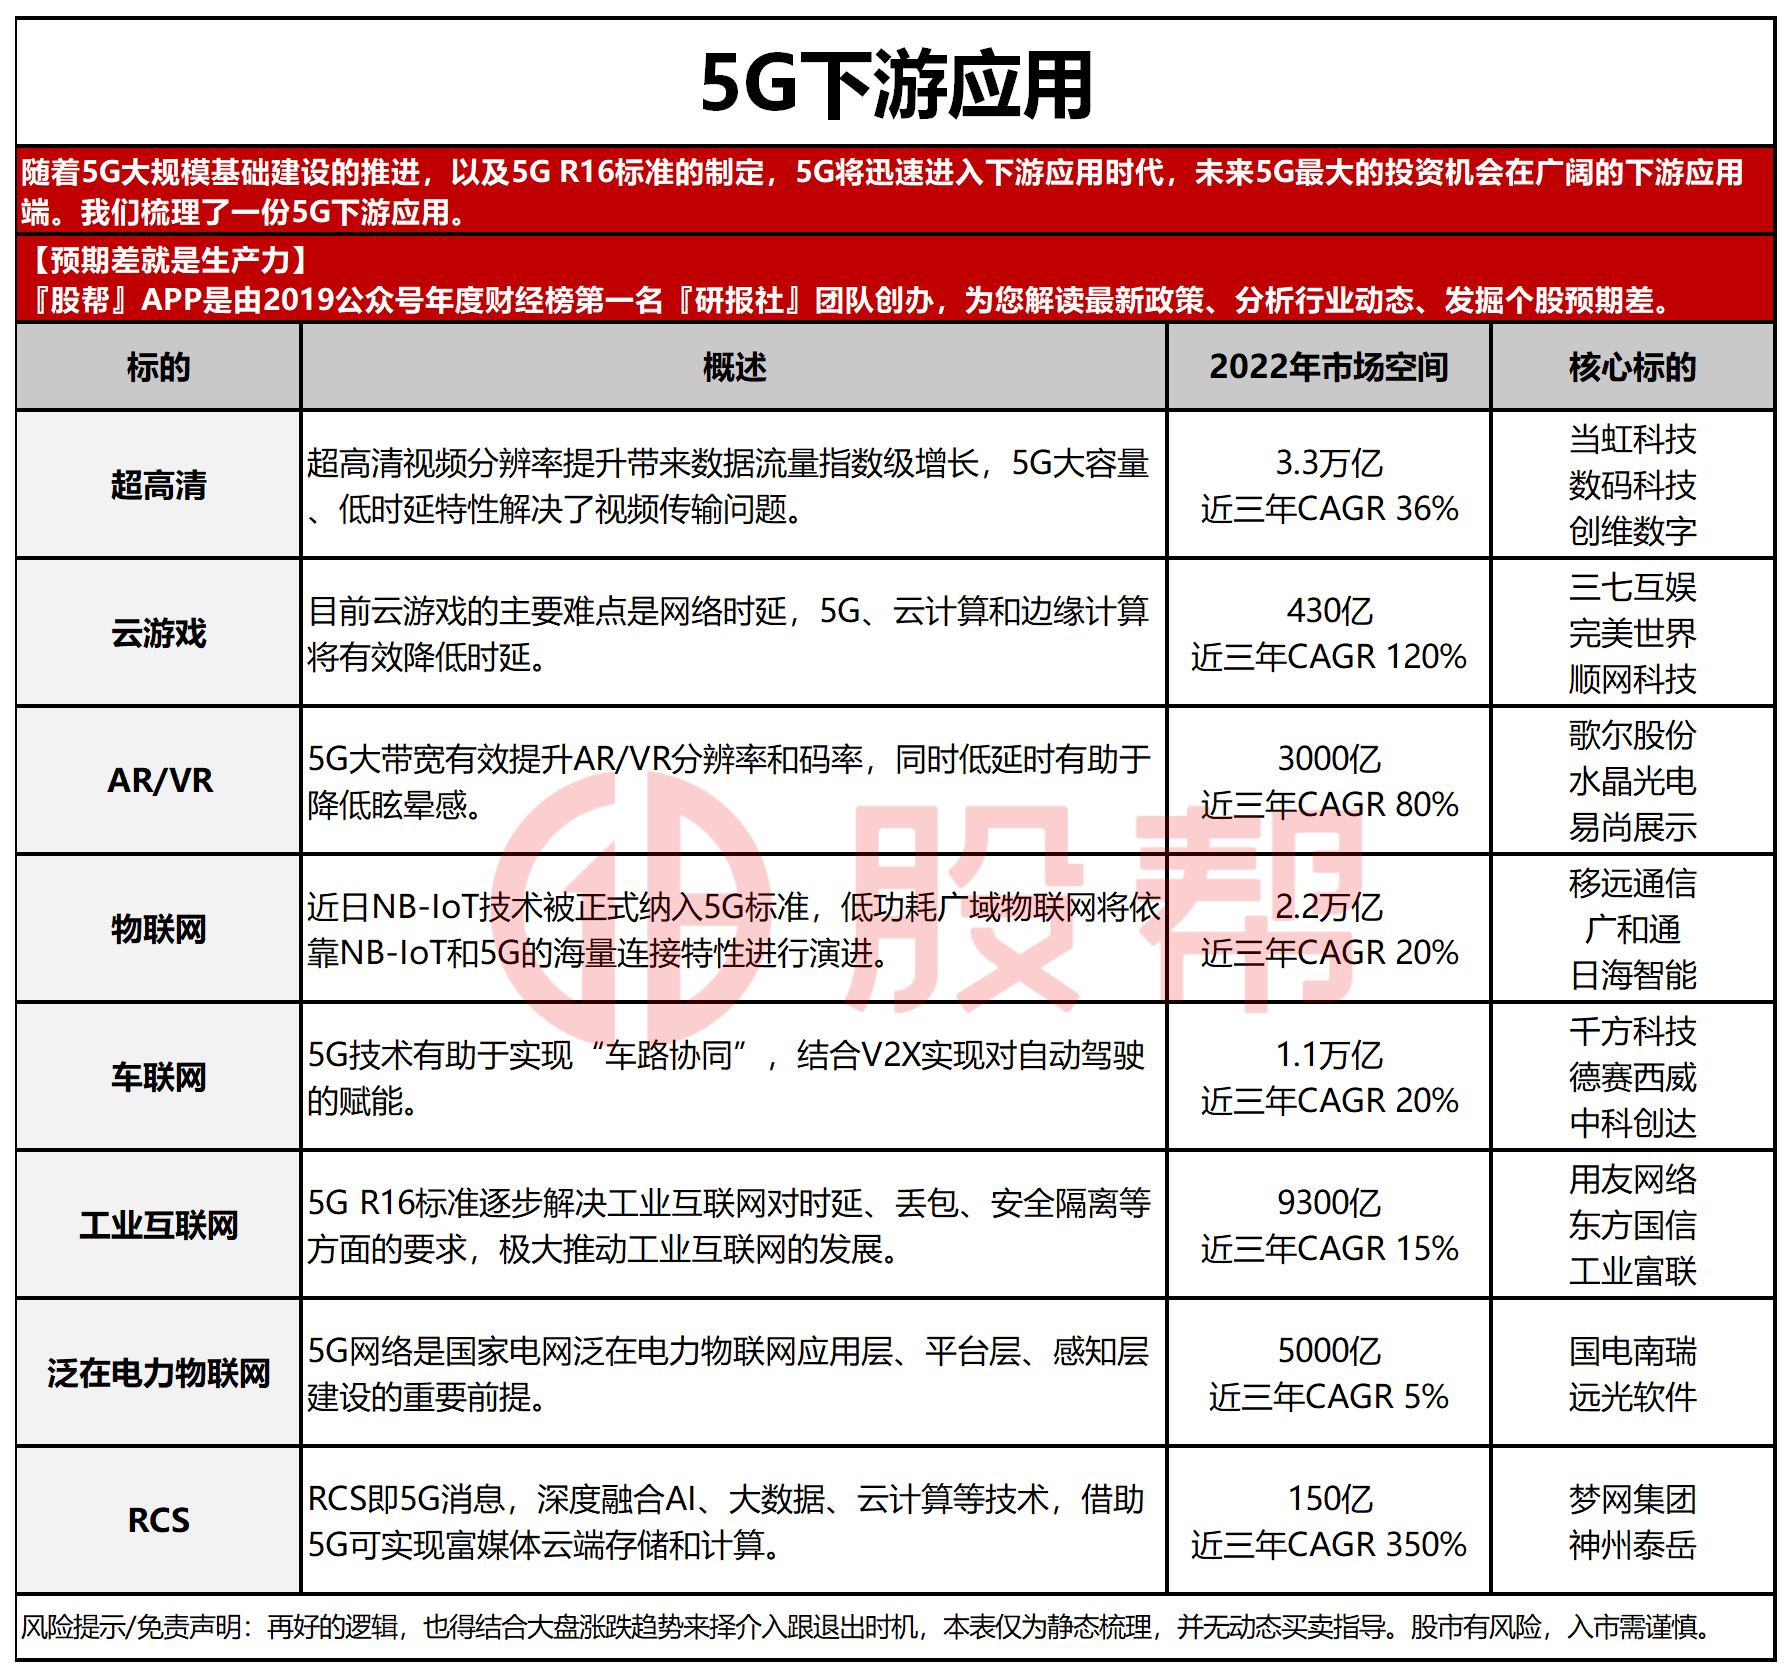 5G下游应用
随着5G大规模基础建设的推进，以及5G R16标准的制定，5G将迅速进入下游应用时代，未来5G最大的投资机会在广阔的下游应用
端。我们梳理了一份5G下游应用。
【预期差就是生产力】
『股帮』APP是由2019公众号年度财经榜第一名『研报社』团队创办，为您解读最新政策、分析行业动态、发掘个股预期差。
标的
概述
2022年市场空间
核心标的
超高清
超高清视频分辨率提升带来数据流量指数级增长，5G大容量
、低时延特性解决了视频传输问题。
3.3万亿
近三年CAGR 36%
当虹科技
数码科技
创维数字
云游戏
目前云游戏的主要难点是网络时延，5G、云计算和边缘计算
将有效降低时延。
430亿
近三年CAGR 120%
三七互娱
完美世界
顺网科技
AR/VR
5G大带宽有效提升AR/VR分辨率和码率，同时低延时有助于
降低眩晕感。
3000亿
近三年CAGR 80%
歌尔股份
水晶光电
易尚展示
物联网
近日NB-IoT技术被正式纳入5G标准，低功耗广域物联网将依
靠NB-IoT和5G的海量连接特性进行演进。
2.2万亿
近三年CAGR 20%
移远通信
广和通
日海智能
车联网
5G技术有助于实现“车路协同”，结合V2X实现对自动驾驶
的赋能。
1.1万亿
近三年CAGR 20%
千方科技
德赛西威
中科创达
工业互联网
5G R16标准逐步解决工业互联网对时延、丢包、安全隔离等
方面的要求，极大推动工业互联网的发展。
9300亿
近三年CAGR 15%
用友网络
东方国信
工业富联
泛在电力物联网
5G网络是国家电网泛在电力物联网应用层、平台层、感知层
建设的重要前提。
5000亿
近三年CAGR 5%
国电南瑞
远光软件
RCS
RCS即5G消息，深度融合AI、大数据、云计算等技术，借助
5G可实现富媒体云端存储和计算。
150亿
近三年CAGR 350%
梦网集团
神州泰岳
风险提示/免责声明：再好的逻辑，也得结合大盘涨跌趋势来择介入跟退出时机，本表仅为静态梳理，并无动态买卖指导。股市有风险，入市需谨慎。
股帮